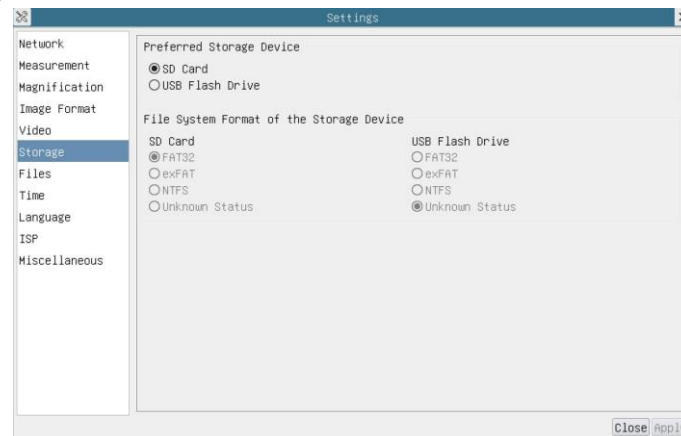 Settings
Network
Measurement
Magnification
Image Format
Video
Storage
Files
Time
Language
ISP
Miscellaneous
Preferred Storage Device
SD Card
USB Flash Drive
File System Format of the Storage Device
SD Card
FAT32
exFAT
NTFS
Unknown Status
USB Flash Drive
FAT32
exFAT
NTFS
Unknown Status
Close Appl